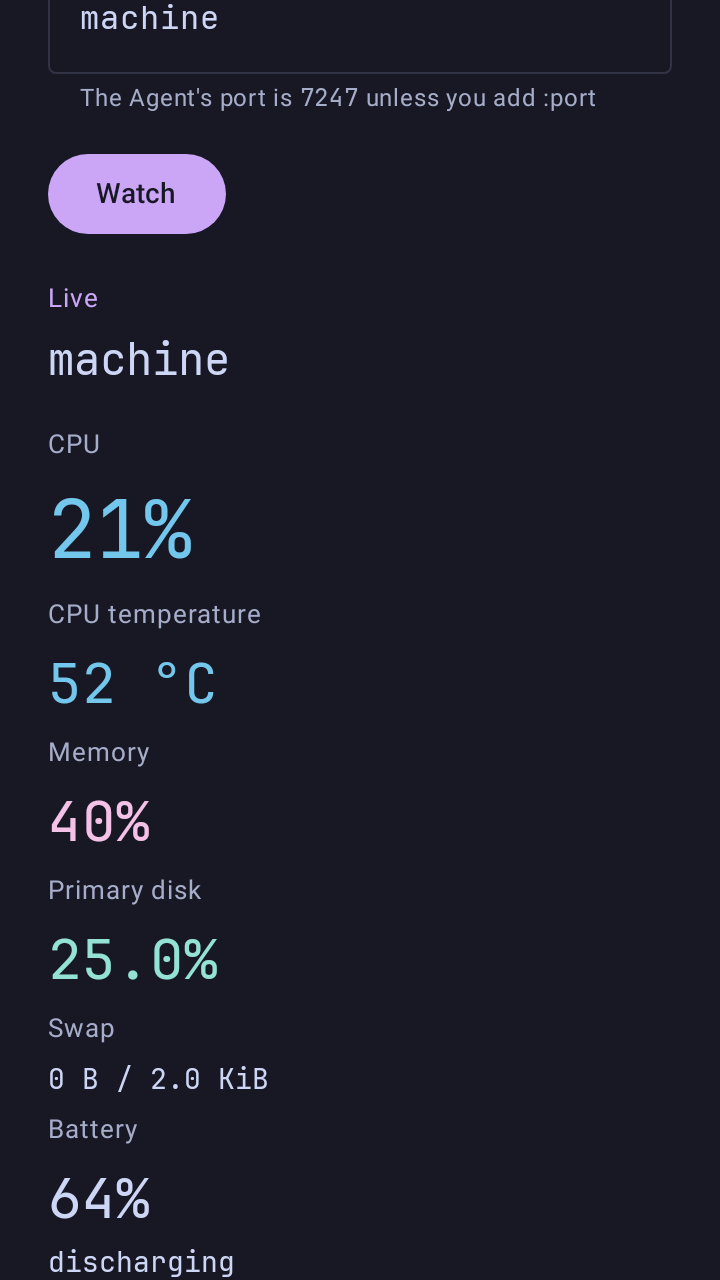 machine
The Agent's port is 7247 unless you add :port
Watch
Live
machine
CPU
21%
CPU temperature
52 °C
Memory
40%
Primary disk
25.0%
Swap
0 B / 2.0 KiB
Battery
64%
discharging